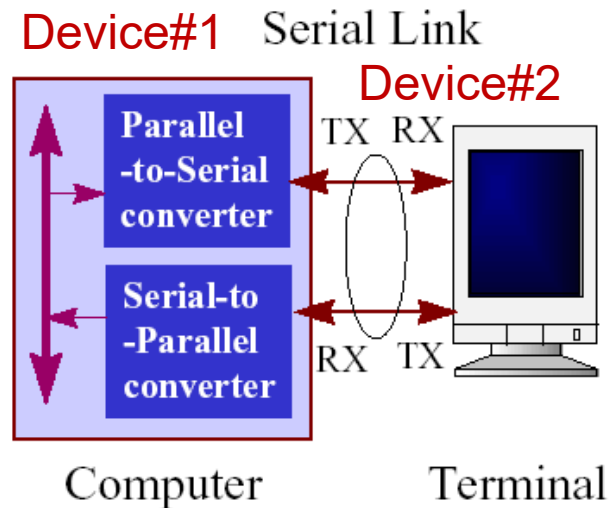 Device#1 Serial Link
Device#2
Parallel
-to-Serial
converter
TX RX
Serial-to
-Parallel
converter
RX TX
Computer Terminal